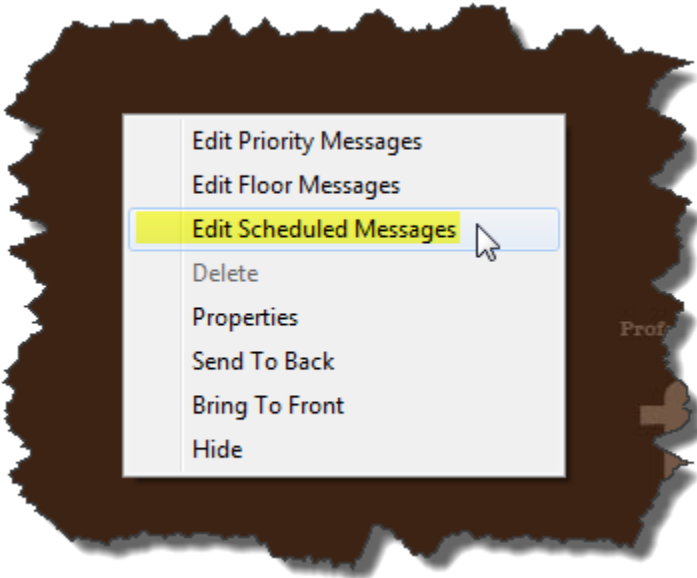 Edit Priority Messages
Edit Floor Messages
Edit Scheduled Messages
Delete
Properties
Send To Back
Bring To Front
Hide